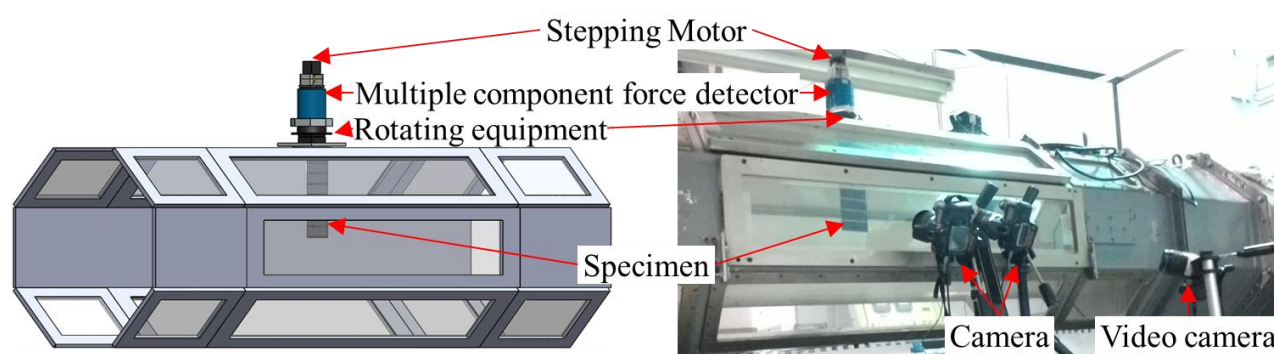 Stepping Motor
Multiple component force detector
Rotating equipment
Specimen
Camera
Video camera